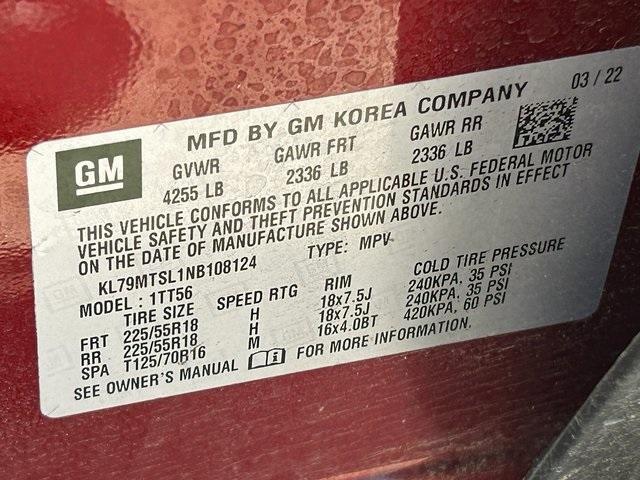 03 / 22
MFD BY GM KOREA COMPANY
GM
GVWR GAWR FRT GAWR RR
4255 LB 2336 LB 2336 LB
THIS VEHICLE CONFORMS TO ALL APPLICABLE U.S. FEDERAL MOTOR
VEHICLE SAFETY AND THEFT PREVENTION STANDARDS IN EFFECT
ON THE DATE OF MANUFACTURE SHOWN ABOVE.
KL79MTSL1NB108124 TYPE: MPV
MODEL: 1TT56
TIRE SIZE SPEED RTG RIM COLD TIRE PRESSURE
FRT 225/55R18 H 18x7.5J 240KPA, 35 PSI
RR 225/55R18 H 18x7.5J 240KPA, 35 PSI
SPA T125/70R16 M 16x4.0BT 420KPA, 60 PSI
SEE OWNER'S MANUAL FOR MORE INFORMATION.